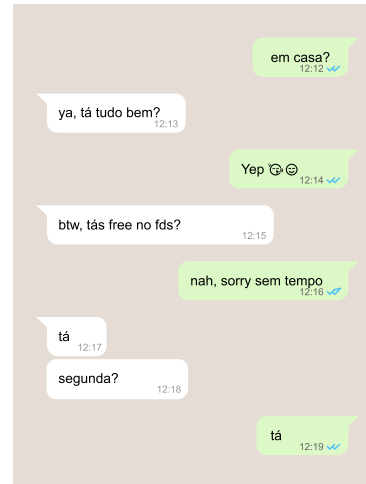 em casa?
12:12
ya, tá tudo bem?
12:13
Yep 😘😊
12:14
btw, tás free no fds?
12:15
nah, sorry sem tempo
12:16
tá
12:17
segunda?
12:18
tá
12:19